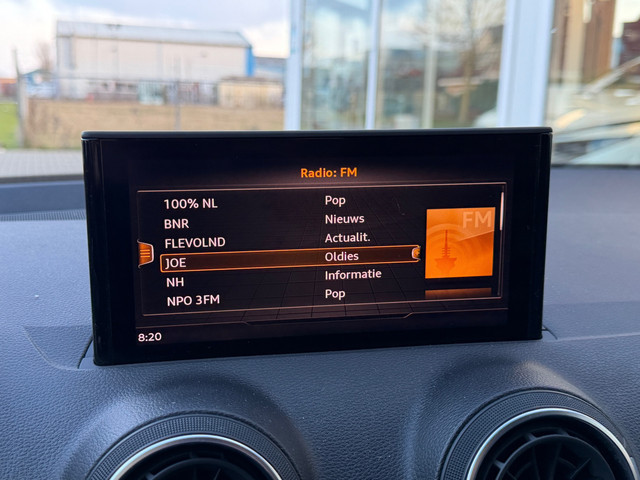 Radio: FM
100% NL Pop
BNR Nieuws
FLEVOLND Actualit.
JOE Oldies
NH Informatie
NPO 3FM Pop
FM
8:20